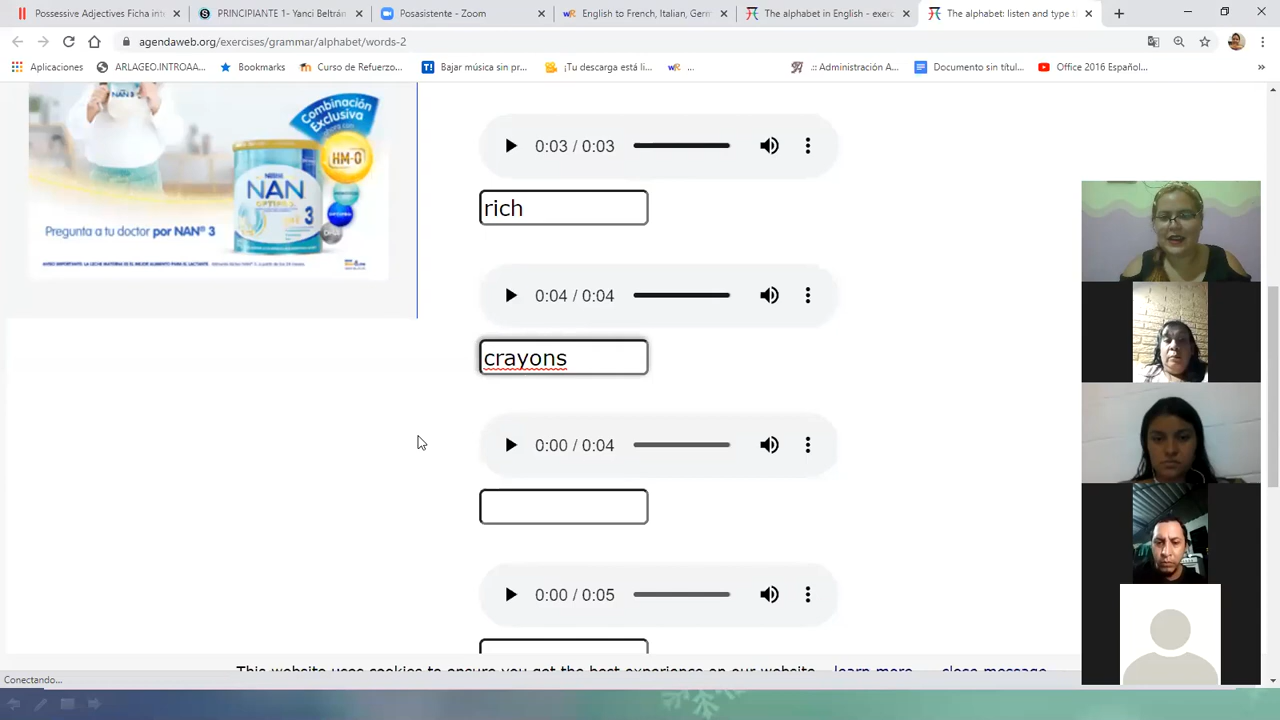 Possessive Adjectives Ficha int
PRINCIPIANTE 1- Yanci Beltrán
Posasistente - Zoom
English to French, Italian, Germ
The alphabet in English - exerc
The alphabet: listen and type t
agendaweb.org/exercises/grammar/alphabet/words-2
Aplicaciones
ARLAGEO.INTROAA...
Bookmarks
Curso de Refuerzo...
Bajar música sin pr...
¡Tu descarga está li...
...
.:: Administración A...
Documento sin títul...
Office 2016 Español...
»
Combinación
Exclusiva
HM-O
NAN
3
Pregunta a tu doctor por NAN® 3
0:03 / 0:03
rich
0:04 / 0:04
crayons
0:00 / 0:04
0:00 / 0:05
This website uses cookies to ensure you get the best experience on our website. learn more close message
Conectando...